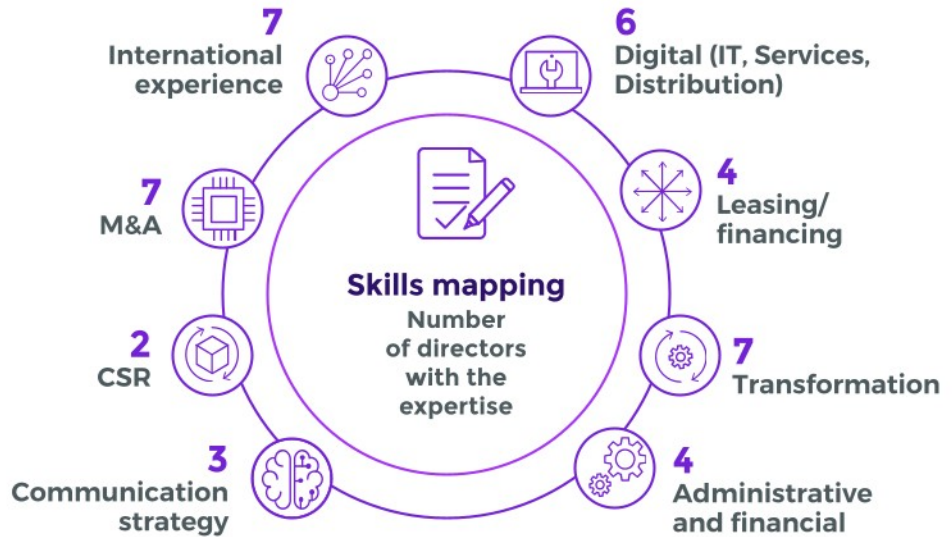 7
International
experience
6
Digital (IT, Services,
Distribution)
7
M&A
4
Leasing/
financing
Skills mapping
Number
of directors
with the
expertise
2
CSR
7
Transformation
3
Communication
strategy
4
Administrative
and financial